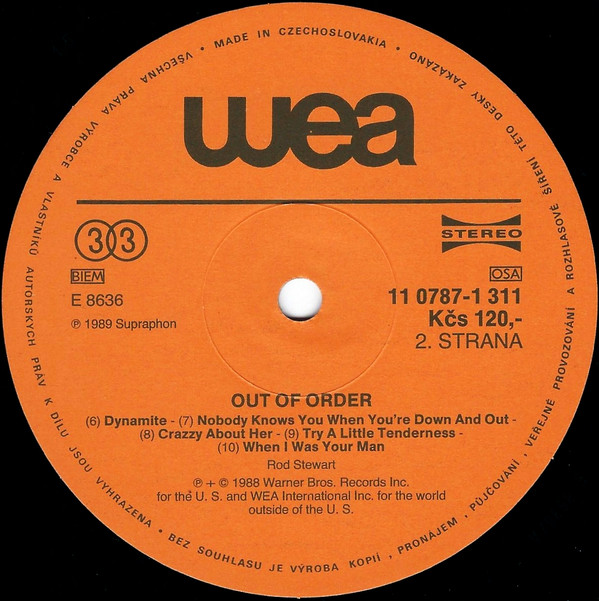 • MADE IN CZECHOSLOVAKIA •
VŠECHNA PRÁVA VÝROBCE A VLASTNÍKŮ AUTORSKÝCH PRÁV K DÍLU JSOU VYHRAZENA • BEZ SOUHLASU JE VÝROBA KOPIÍ, PRONÁJEM, PŮJČOVÁNÍ, VEŘEJNÉ PROVOZOVÁNÍ A ROZHLASOVÉ ŠÍŘENÍ TÉTO DESKY ZAKÁZÁNO
wea
33
STEREO
BIEM
OSA
E 8636
11 0787-1 311
Kčs 120,-
℗ 1989 Supraphon
2. STRANA
OUT OF ORDER
(6) Dynamite - (7) Nobody Knows You When You're Down And Out -
(8) Crazzy About Her - (9) Try A Little Tenderness -
(10) When I Was Your Man
Rod Stewart
℗ + © 1988 Warner Bros. Records Inc.
for the U. S. and WEA International Inc. for the world
outside of the U. S.